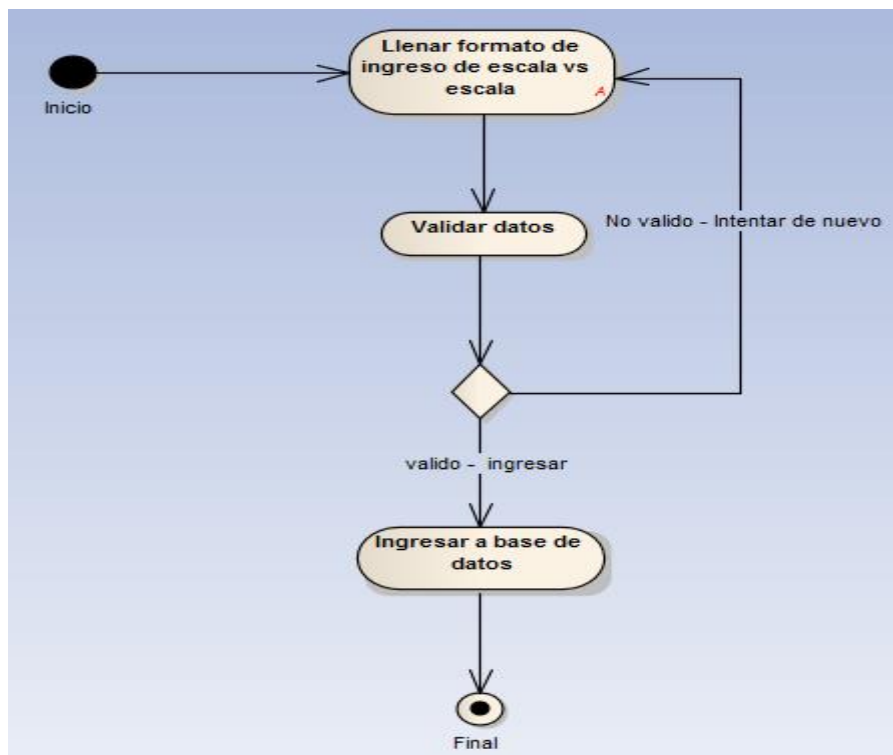 Llenar formato de
ingreso de escala vs
escala
A
Inicio
Validar datos
No valido - Intentar de nuevo
valido - ingresar
Ingresar a base de
datos
Final